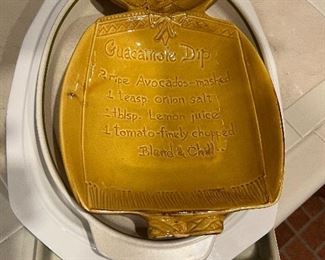 Guacamole Dip
2 ripe Avocados-mashed
1 teasp. onion salt
1 tblsp. Lemon juice
1 tomato-finely chopped
Blend & Chill